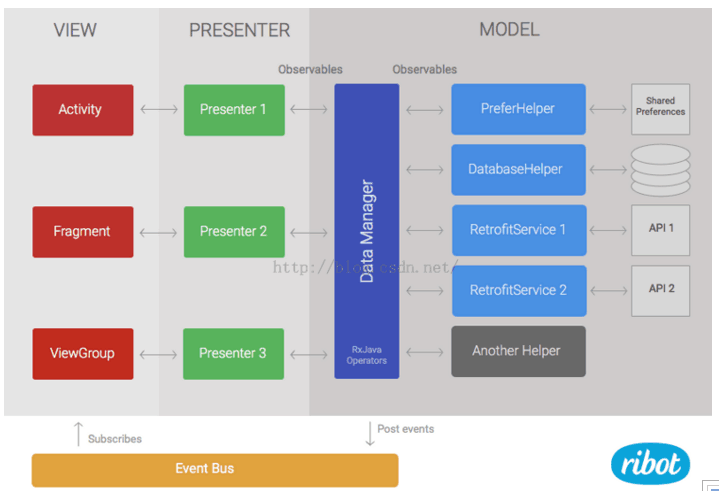 VIEW
PRESENTER
MODEL
Observables
Observables
Activity
Presenter 1
PreferHelper
Shared
Preferences
DatabaseHelper
Data Manager
Fragment
Presenter 2
RetrofitService 1
API 1
http://blog.csdn.net/
RetrofitService 2
API 2
ViewGroup
Presenter 3
RxJava
Operators
Another Helper
Subscribes
Post events
Event Bus
ribot